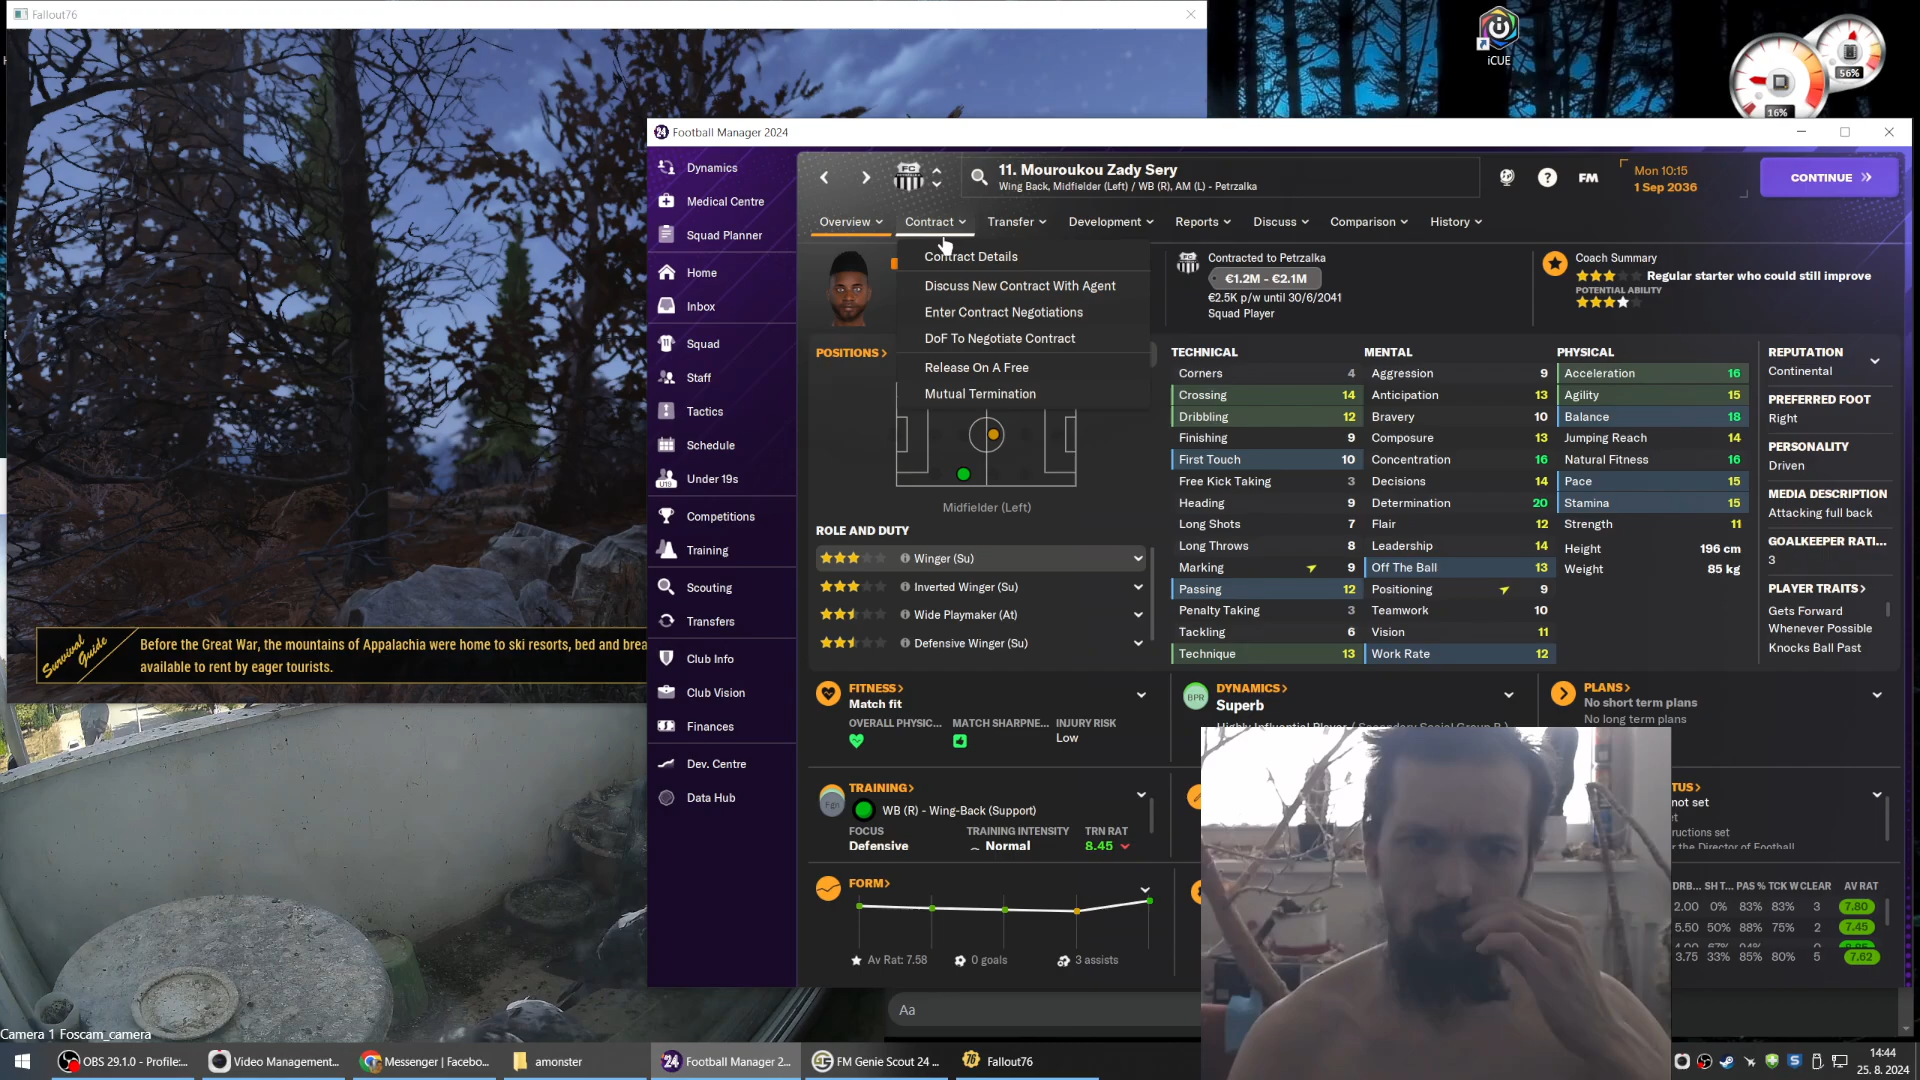 Fallout76
iCUE
56%
16%
Survival Guide
Before the Great War, the mountains of Appalachia were home to ski resorts, bed and brea
available to rent by eager tourists.
Football Manager 2024
Dynamics
Medical Centre
Squad Planner
Home
Inbox
Squad
Staff
Tactics
Schedule
Under 19s
Competitions
Training
Scouting
Transfers
Club Info
Club Vision
Finances
Dev. Centre
Data Hub
11. Mouroukou Zady Sery
Wing Back, Midfielder (Left) / WB (R), AM (L) - Petrzalka
FM
Mon 10:15
1 Sep 2036
CONTINUE
Overview
Contract
Transfer
Development
Reports
Discuss
Comparison
History
Contract Details
Discuss New Contract With Agent
Enter Contract Negotiations
DoF To Negotiate Contract
Release On A Free
Mutual Termination
Contracted to Petrzalka
€1.2M - €2.1M
€2.5K p/w until 30/6/2041
Squad Player
Coach Summary
Regular starter who could still improve
POTENTIAL ABILITY
POSITIONS
Midfielder (Left)
ROLE AND DUTY
Winger (Su)
Inverted Winger (Su)
Wide Playmaker (At)
Defensive Winger (Su)
TECHNICAL
Corners 4
Crossing 14
Dribbling 12
Finishing 9
First Touch 10
Free Kick Taking 3
Heading 9
Long Shots 7
Long Throws 8
Marking 9
Passing 12
Penalty Taking 3
Tackling 6
Technique 13
MENTAL
Aggression 9
Anticipation 13
Bravery 10
Composure 13
Concentration 16
Decisions 14
Determination 20
Flair 12
Leadership 14
Off The Ball 13
Positioning 9
Teamwork 10
Vision 11
Work Rate 12
PHYSICAL
Acceleration 16
Agility 15
Balance 18
Jumping Reach 14
Natural Fitness 16
Pace 15
Stamina 15
Strength 11
Height 196 cm
Weight 85 kg
REPUTATION
Continental
PREFERRED FOOT
Right
PERSONALITY
Driven
MEDIA DESCRIPTION
Attacking full back
GOALKEEPER RATI...
3
PLAYER TRAITS
Gets Forward
Whenever Possible
Knocks Ball Past
FITNESS
Match fit
OVERALL PHYSIC...
MATCH SHARPNE...
INJURY RISK
Low
BPR
DYNAMICS
Superb
Highly Influential Player / Secondary Social Group B
PLANS
No short term plans
No long term plans
TRAINING
WB (R) - Wing-Back (Support)
FOCUS
Defensive
TRAINING INTENSITY
Normal
TRN RAT
8.45
TUS
not set
et
ructions set
r the Director of Football
FORM
Av Rat: 7.58
0 goals
3 assists
DRB... SH T... PAS % TCK W CLEAR AV RAT
2.00 0% 83% 83% 3 7.80
5.50 50% 88% 75% 2 7.45
3.75 33% 85% 80% 5 7.62
Aa
Camera 1 Foscam_camera
OBS 29.1.0 - Profile:...
Video Management...
Messenger | Facebo...
amonster
Football Manager 2...
FM Genie Scout 24 ...
Fallout76
14:44
25. 8. 2024